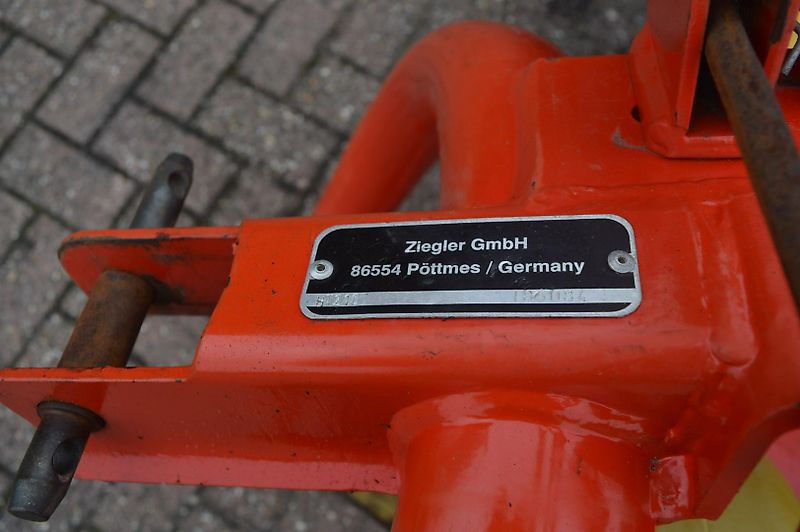 Ziegler GmbH
86554 Pöttmes / Germany